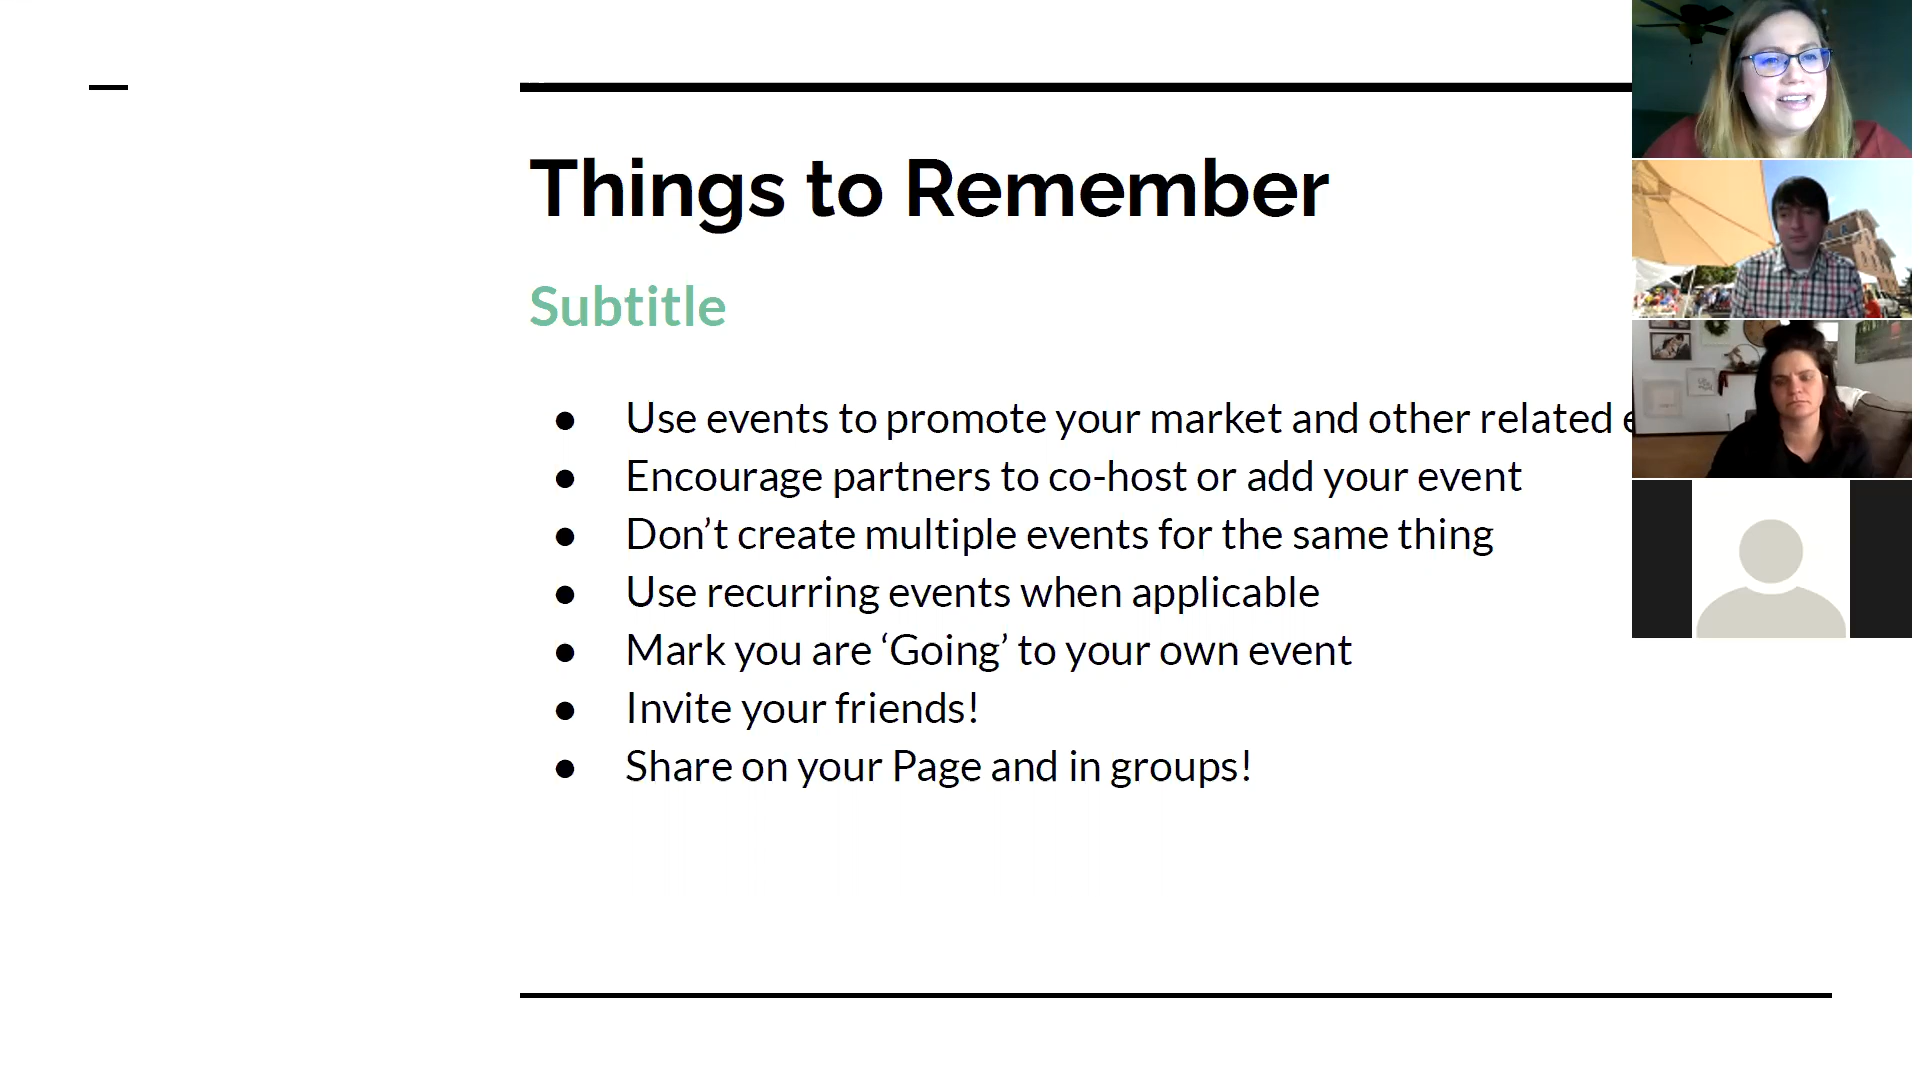 Things to Remember
Subtitle
● Use events to promote your market and other related
● Encourage partners to co-host or add your event
● Don’t create multiple events for the same thing
● Use recurring events when applicable
● Mark you are ‘Going’ to your own event
● Invite your friends!
● Share on your Page and in groups!